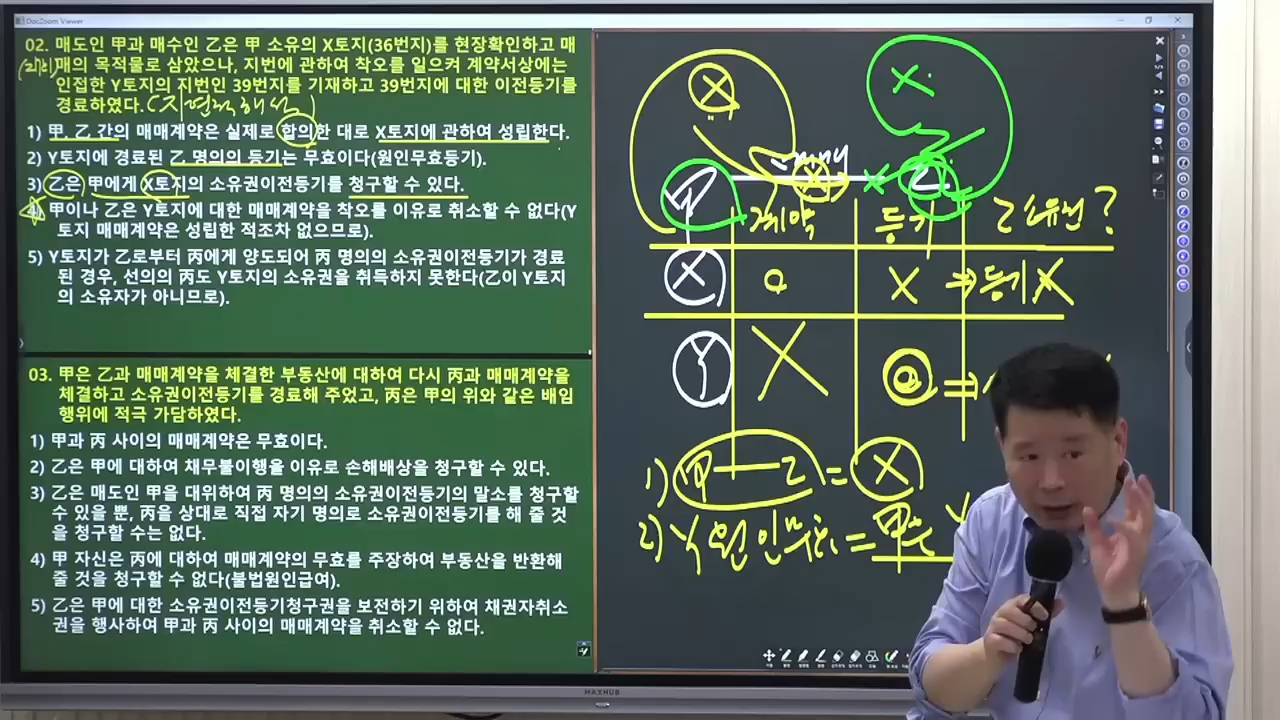 DocZoom Viewer
02. 매도인 甲과 매수인 乙은 甲 소유의 X토지(36번지)를 현장확인하고 매
매의 목적물로 삼았으나, 지번에 관하여 착오를 일으켜 계약서상에는
인접한 Y토지의 지번인 39번지를 기재하고 39번지에 대한 이전등기를
경료하였다.
1) 甲, 乙 간의 매매계약은 실제로 합의한 대로 X토지에 관하여 성립한다.
2) Y토지에 경료된 乙 명의의 등기는 무효이다(원인무효등기).
3) 乙은 甲에게 X토지의 소유권이전등기를 청구할 수 있다.
4) 甲이나 乙은 Y토지에 대한 매매계약을 착오를 이유로 취소할 수 없다(Y
토지 매매계약은 성립한 적조차 없으므로).
5) Y토지가 乙로부터 丙에게 양도되어 丙 명의의 소유권이전등기가 경료
된 경우, 선의의 丙도 Y토지의 소유권을 취득하지 못한다(乙이 Y토지
의 소유자가 아니므로).
03. 甲은 乙과 매매계약을 체결한 부동산에 대하여 다시 丙과 매매계약을
체결하고 소유권이전등기를 경료해 주었고, 丙은 甲의 위와 같은 배임
행위에 적극 가담하였다.
1) 甲과 丙 사이의 매매계약은 무효이다.
2) 乙은 甲에 대하여 채무불이행을 이유로 손해배상을 청구할 수 있다.
3) 乙은 매도인 甲을 대위하여 丙 명의의 소유권이전등기의 말소를 청구할
수 있을 뿐, 丙을 상대로 직접 자기 명의로 소유권이전등기를 해 줄 것
을 청구할 수는 없다.
4) 甲 자신은 丙에 대하여 매매계약의 무효를 주장하여 부동산을 반환해
줄 것을 청구할 수 없다(불법원인급여).
5) 乙은 甲에 대한 소유권이전등기청구권을 보전하기 위하여 채권자취소
권을 행사하여 甲과 丙 사이의 매매계약을 취소할 수 없다.
X X
甲 乙
계약 등기 乙 소유권?
X O X ⇒ 등기 X
Y X O ⇒
1) 甲 — 乙 = X
2) Y 원인무효 = 甲
MAXHUB